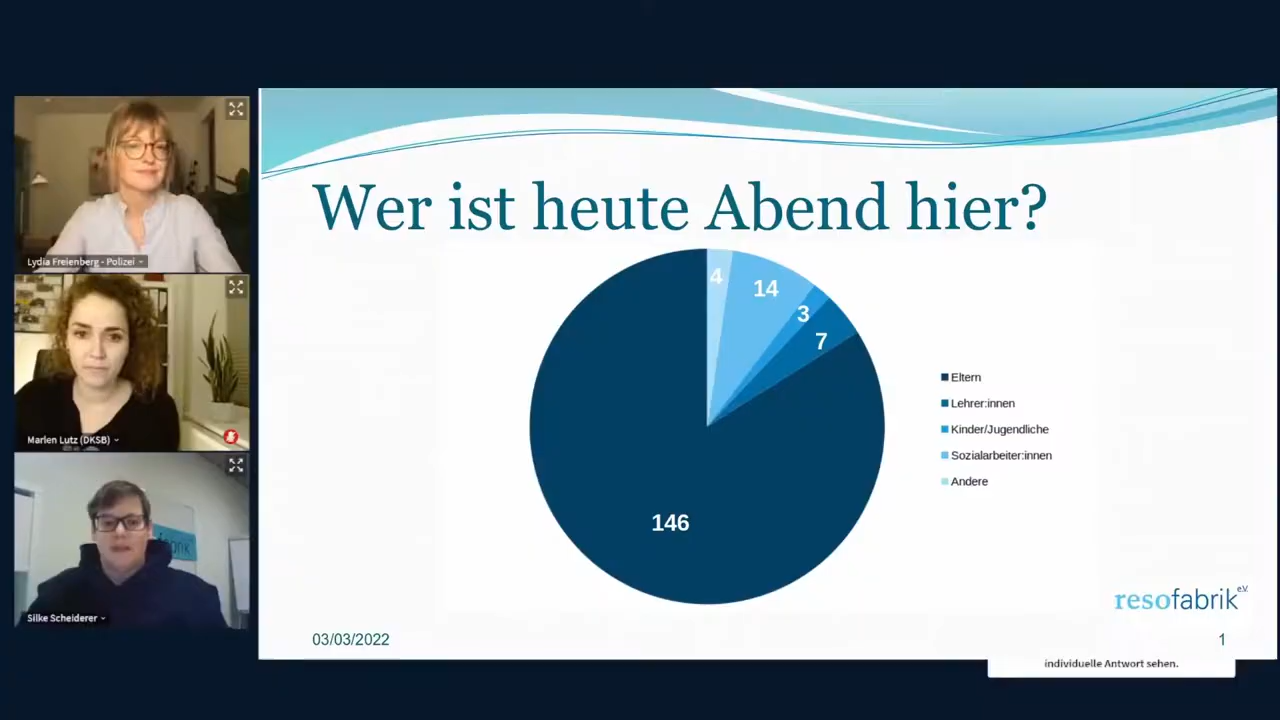 Lydia Freienberg - Polizei
Marlen Lutz (DKSB)
Silke Scheiderer
Wer ist heute Abend hier?
4
14
3
7
146
Eltern
Lehrer:innen
Kinder/Jugendliche
Sozialarbeiter:innen
Andere
resofabrik e.V.
03/03/2022
1
individuelle Antwort sehen.